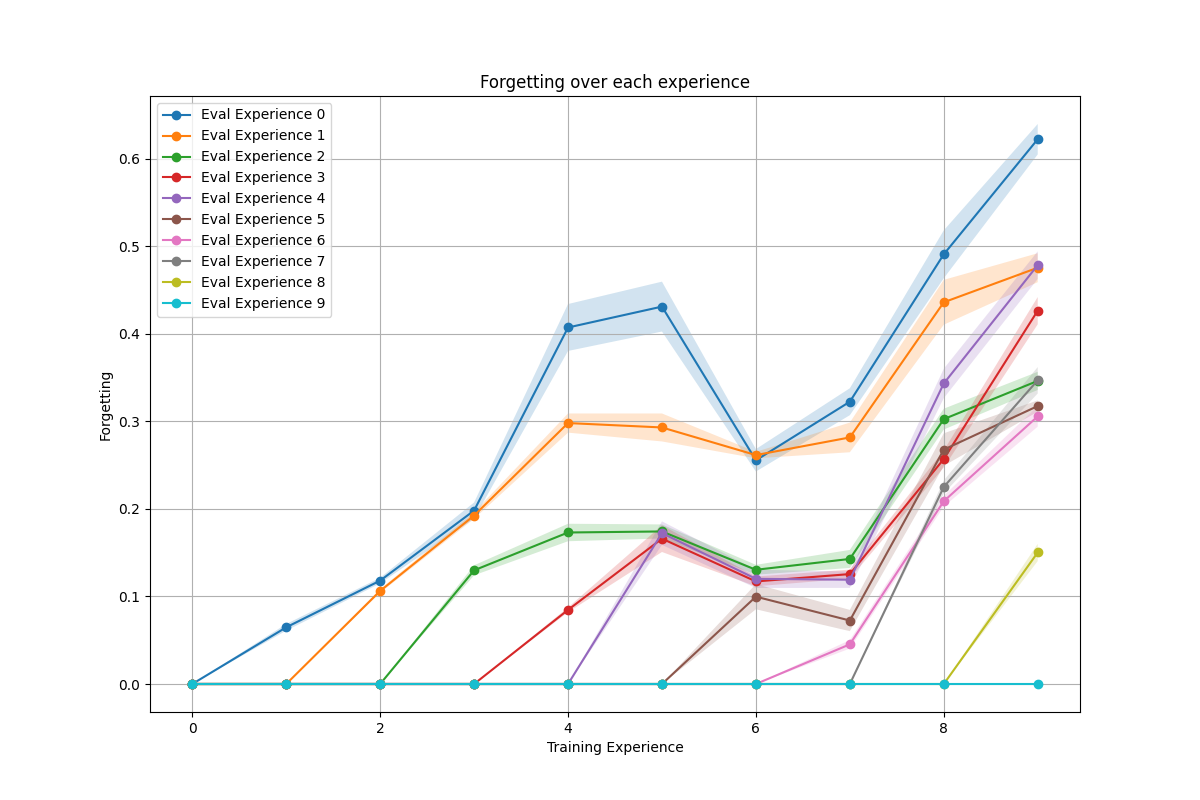 Forgetting over each experience
Eval Experience 0
Eval Experience 1
Eval Experience 2
Eval Experience 3
Eval Experience 4
Eval Experience 5
Eval Experience 6
Eval Experience 7
Eval Experience 8
Eval Experience 9
Forgetting
0.6
0.5
0.4
0.3
0.2
0.1
0.0
0 2 4 6 8
Training Experience